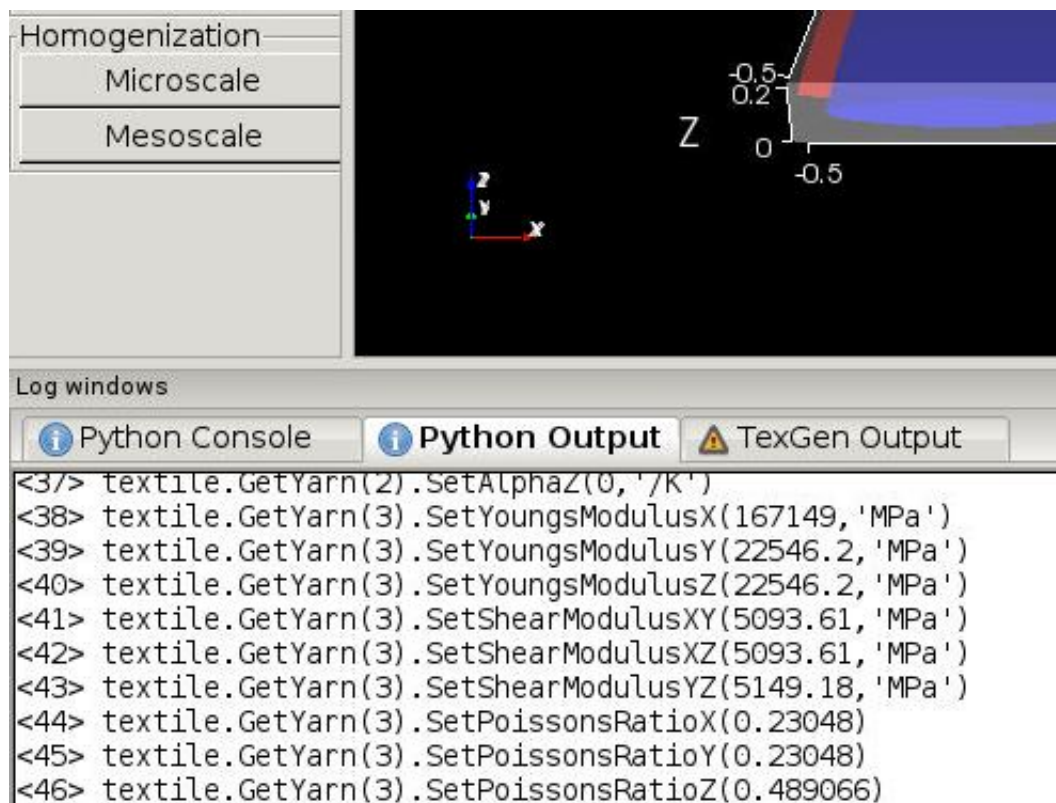 Homogenization
Microscale
Mesoscale
-0.5
0.2
Z
0
-0.5
Z
Y
X
Log windows
Python Console
Python Output
TexGen Output
<37> textile.GetYarn(2).SetAlphaZ(0,'/K')
<38> textile.GetYarn(3).SetYoungsModulusX(167149,'MPa')
<39> textile.GetYarn(3).SetYoungsModulusY(22546.2,'MPa')
<40> textile.GetYarn(3).SetYoungsModulusZ(22546.2,'MPa')
<41> textile.GetYarn(3).SetShearModulusXY(5093.61,'MPa')
<42> textile.GetYarn(3).SetShearModulusXZ(5093.61,'MPa')
<43> textile.GetYarn(3).SetShearModulusYZ(5149.18,'MPa')
<44> textile.GetYarn(3).SetPoissonsRatioX(0.23048)
<45> textile.GetYarn(3).SetPoissonsRatioY(0.23048)
<46> textile.GetYarn(3).SetPoissonsRatioZ(0.489066)